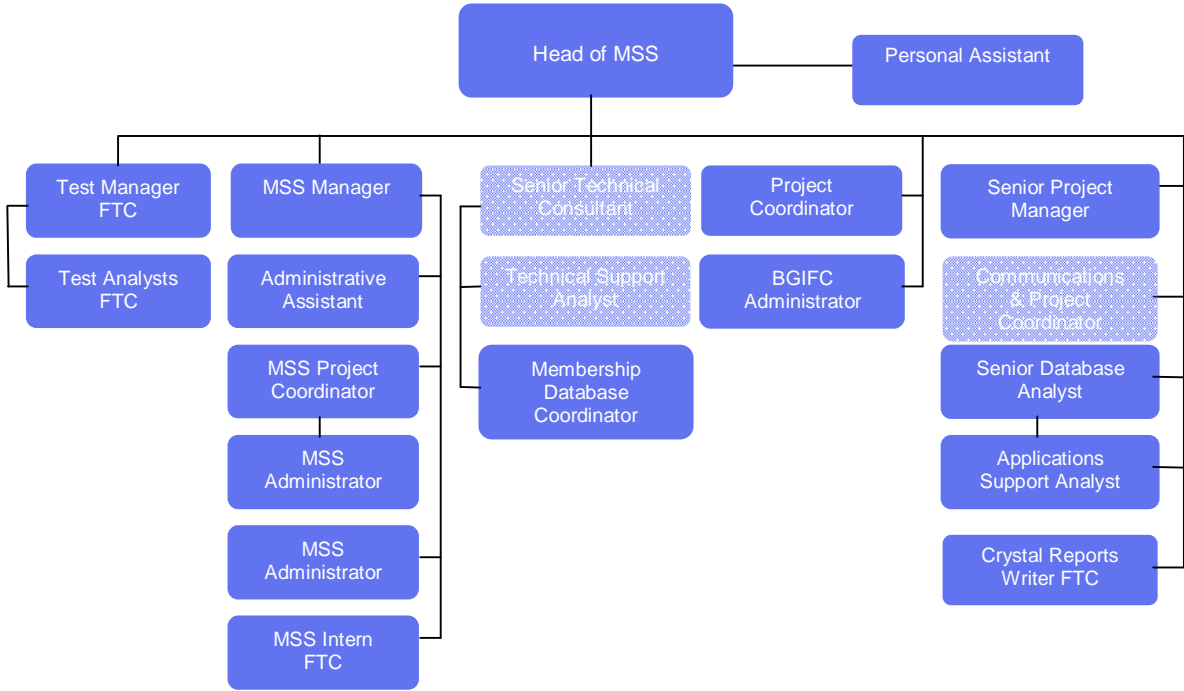 Head of MSS
Personal Assistant
Test Manager
FTC
MSS Manager
Senior Technical
Consultant
Project
Coordinator
Senior Project
Manager
Test Analysts
FTC
Administrative
Assistant
Technical Support
Analyst
BGIFC
Administrator
Communications
& Project
Coordinator
MSS Project
Coordinator
Membership
Database
Coordinator
Senior Database
Analyst
MSS
Administrator
Applications
Support Analyst
MSS
Administrator
Crystal Reports
Writer FTC
MSS Intern
FTC